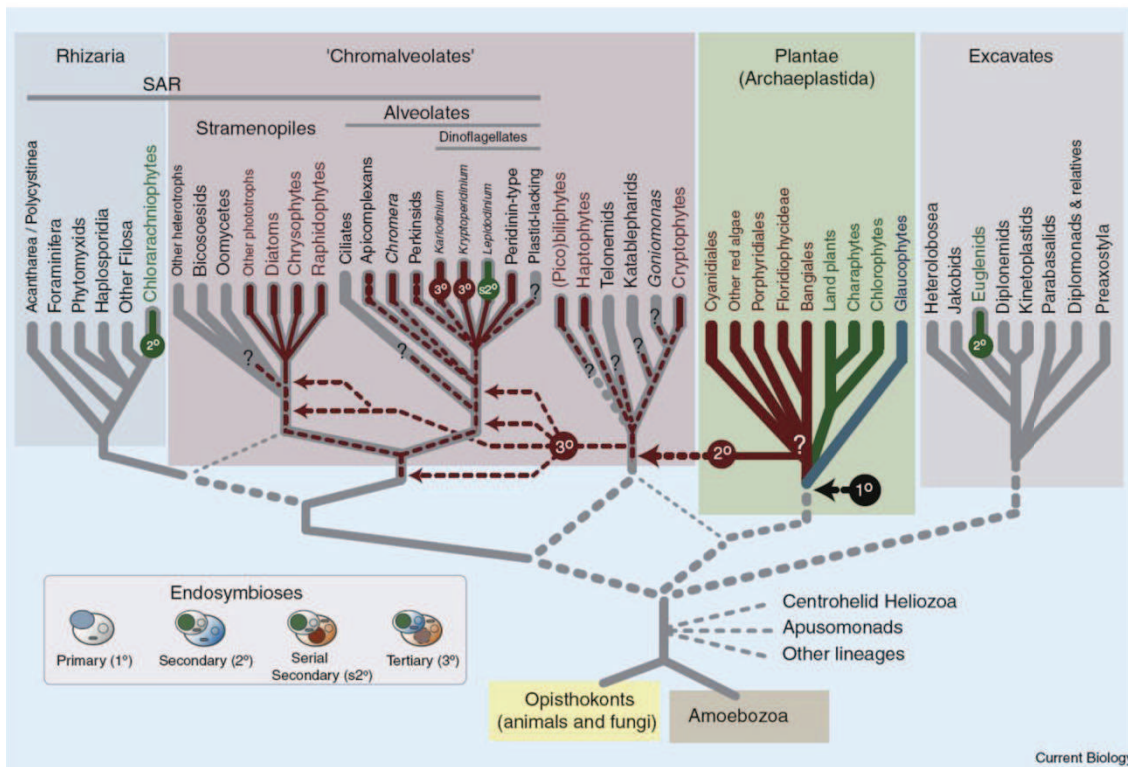 Rhizaria
'Chromalveolates'
Plantae
(Archaeplastida)
Excavates
SAR
Alveolates
Stramenopiles
Dinoflagellates
Acantharea / Polycystinea
Foraminifera
Phytomyxids
Haplosporidia
Other Filosa
Chlorarachniophytes
Other heterotrophs
Bicosoesids
Oomycetes
Other phototrophs
Diatoms
Chrysophytes
Raphidophytes
Ciliates
Apicomplexans
Chromera
Perkinsids
Karlodinium
Kryptoperidinium
Lepidodinium
Peridinin-type
Plastid-lacking
(Pico)biliphytes
Haptophytes
Telonemids
Katablepharids
Goniomonas
Cryptophytes
Cyanidiales
Other red algae
Porphyridiales
Floridiophycideae
Bangiales
Land plants
Charaphytes
Chlorophytes
Glaucophytes
Heterolobosea
Jakobids
Euglenids
Diplonemids
Kinetoplastids
Parabasalids
Diplomonads & relatives
Preaxostyla
2º
3º
3º
s2º
?
2º
?
?
?
?
?
?
3º
2º
1º
Endosymbioses
Primary (1º)
Secondary (2º)
Serial
Secondary (s2º)
Tertiary (3º)
Centrohelid Heliozoa
Apusomonads
Other lineages
Opisthokonts
(animals and fungi)
Amoebozoa
Current Biology